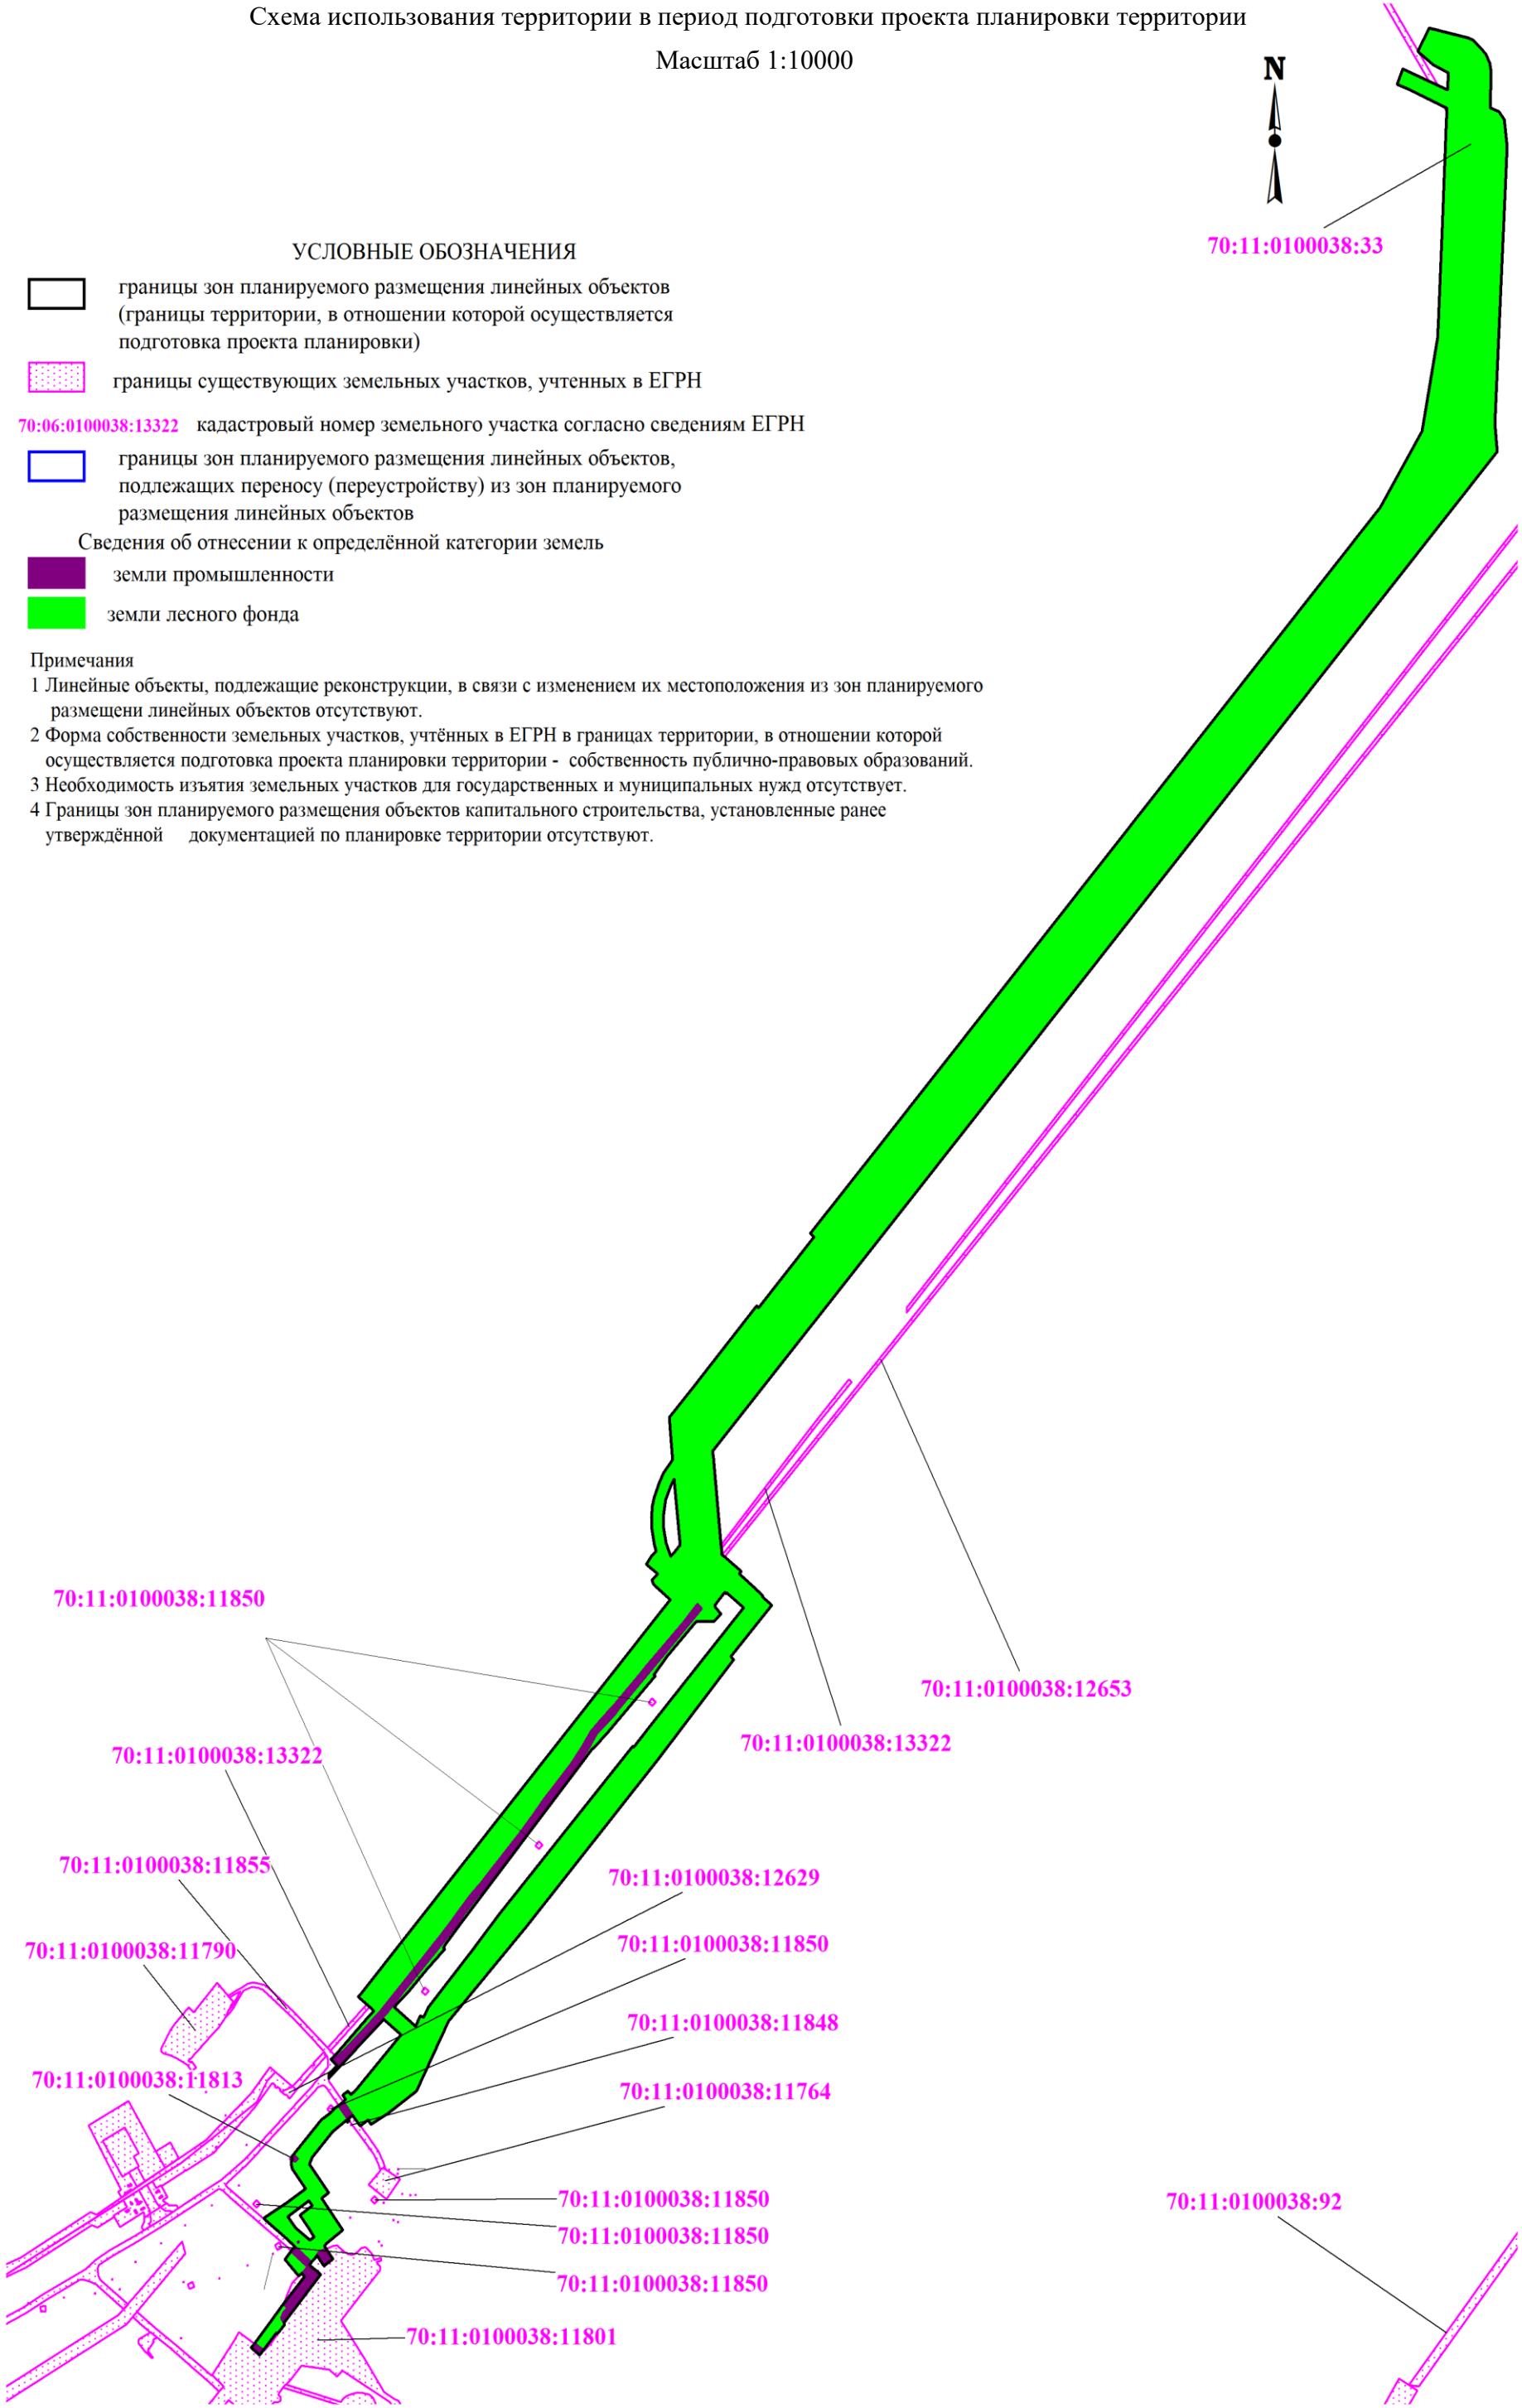 Схема использования территории в период подготовки проекта планировки территории
Масштаб 1:10000
N
70:11:0100038:33
УСЛОВНЫЕ ОБОЗНАЧЕНИЯ
границы зон планируемого размещения линейных объектов
(границы территории, в отношении которой осуществляется
подготовка проекта планировки)
границы существующих земельных участков, учтенных в ЕГРН
70:06:0100038:13322 кадастровый номер земельного участка согласно сведениям ЕГРН
границы зон планируемого размещения линейных объектов,
подлежащих переносу (переустройству) из зон планируемого
размещения линейных объектов
Сведения об отнесении к определённой категории земель
земли промышленности
земли лесного фонда
Примечания
1 Линейные объекты, подлежащие реконструкции, в связи с изменением их местоположения из зон планируемого
размещени линейных объектов отсутствуют.
2 Форма собственности земельных участков, учтённых в ЕГРН в границах территории, в отношении которой
осуществляется подготовка проекта планировки территории - собственность публично-правовых образований.
3 Необходимость изъятия земельных участков для государственных и муниципальных нужд отсутствует.
4 Границы зон планируемого размещения объектов капитального строительства, установленные ранее
утверждённой документацией по планировке территории отсутствуют.
70:11:0100038:11850
70:11:0100038:12653
70:11:0100038:13322
70:11:0100038:13322
70:11:0100038:11855
70:11:0100038:12629
70:11:0100038:11790
70:11:0100038:11850
70:11:0100038:11848
70:11:0100038:11813
70:11:0100038:11764
70:11:0100038:11850
70:11:0100038:92
70:11:0100038:11850
70:11:0100038:11850
70:11:0100038:11801